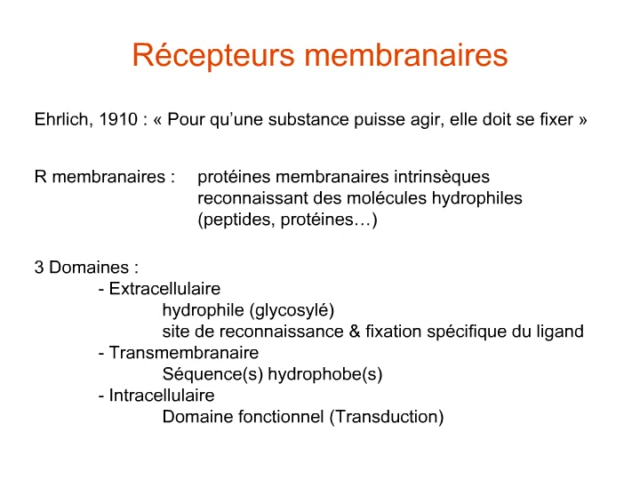 Récepteurs membranaires
Ehrlich, 1910 : « Pour qu’une substance puisse agir, elle doit se fixer »
R membranaires : protéines membranaires intrinsèques
reconnaissant des molécules hydrophiles
(peptides, protéines…)
3 Domaines :
- Extracellulaire
hydrophile (glycosylé)
site de reconnaissance & fixation spécifique du ligand
- Transmembranaire
Séquence(s) hydrophobe(s)
- Intracellulaire
Domaine fonctionnel (Transduction)